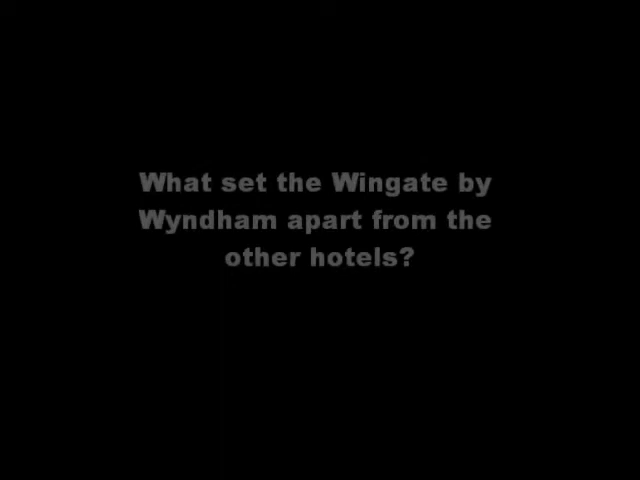 What set the Wingate by
Wyndham apart from the
other hotels?